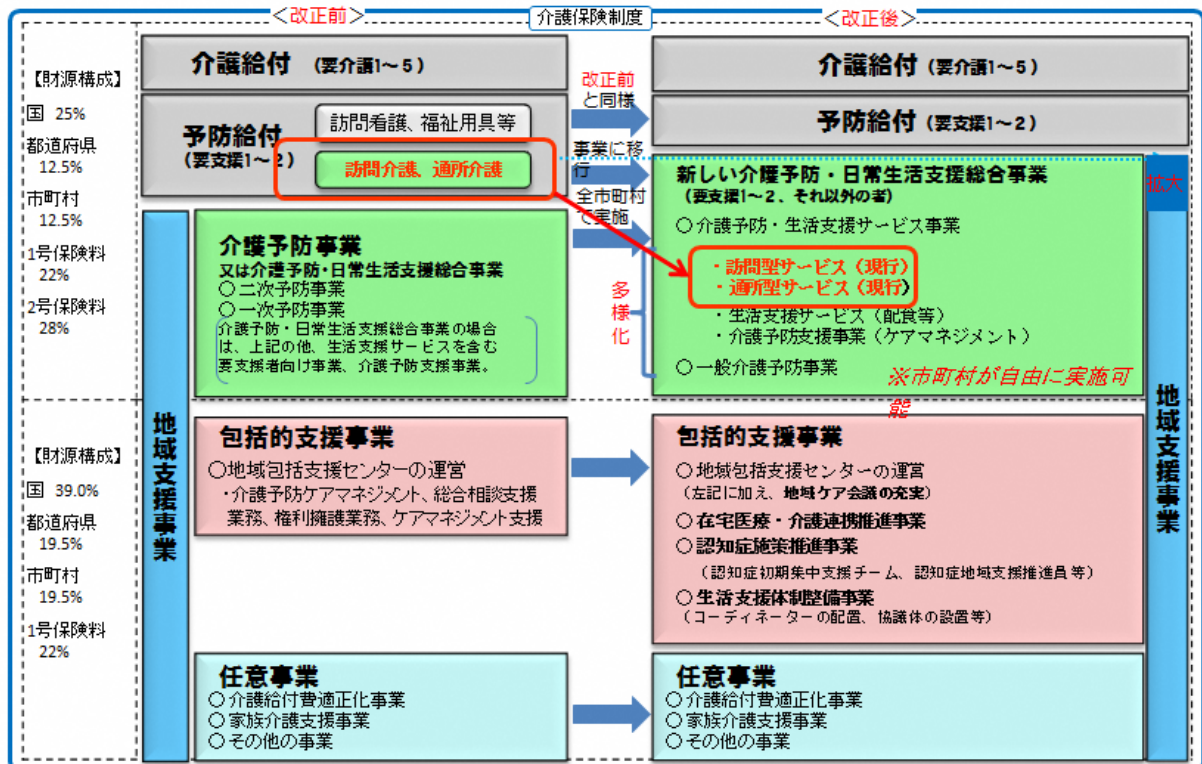 ＜改正前＞
介護保険制度
＜改正後＞
【財源構成】
国 25%
都道府県
12.5%
市町村
12.5%
1号保険料
22%
2号保険料
28%
【財源構成】
国 39.0%
都道府県
19.5%
市町村
19.5%
1号保険料
22%
介護給付 （要介護1～5）
予防給付
（要支援1～2）
訪問看護、福祉用具等
訪問介護、通所介護
地域支援事業
介護予防事業
又は介護予防・日常生活支援総合事業
○二次予防事業
○一次予防事業
介護予防・日常生活支援総合事業の場合
は、上記の他、生活支援サービスを含む
要支援者向け事業、介護予防支援事業。
包括的支援事業
○地域包括支援センターの運営
・介護予防ケアマネジメント、総合相談支援
業務、権利擁護業務、ケアマネジメント支援
任意事業
○介護給付費適正化事業
○家族介護支援事業
○その他の事業
改正前
と同様
事業に移
行
全市町村
で実施
多
様
化
介護給付（要介護1～5）
予防給付（要支援1～2）
新しい介護予防・日常生活支援総合事業
（要支援1～2、それ以外の者）
○介護予防・生活支援サービス事業
・訪問型サービス（現行）
・通所型サービス（現行）
・生活支援サービス（配食等）
・介護予防支援事業（ケアマネジメント）
○一般介護予防事業
※市町村が自由に実施可
能
包括的支援事業
○地域包括支援センターの運営
（左記に加え、地域ケア会議の充実）
○在宅医療・介護連携推進事業
○認知症施策推進事業
（認知症初期集中支援チーム、認知症地域支援推進員等）
○生活支援体制整備事業
（コーディネーターの配置、協議体の設置等）
任意事業
○介護給付費適正化事業
○家族介護支援事業
○その他の事業
拡大
地域支援事業